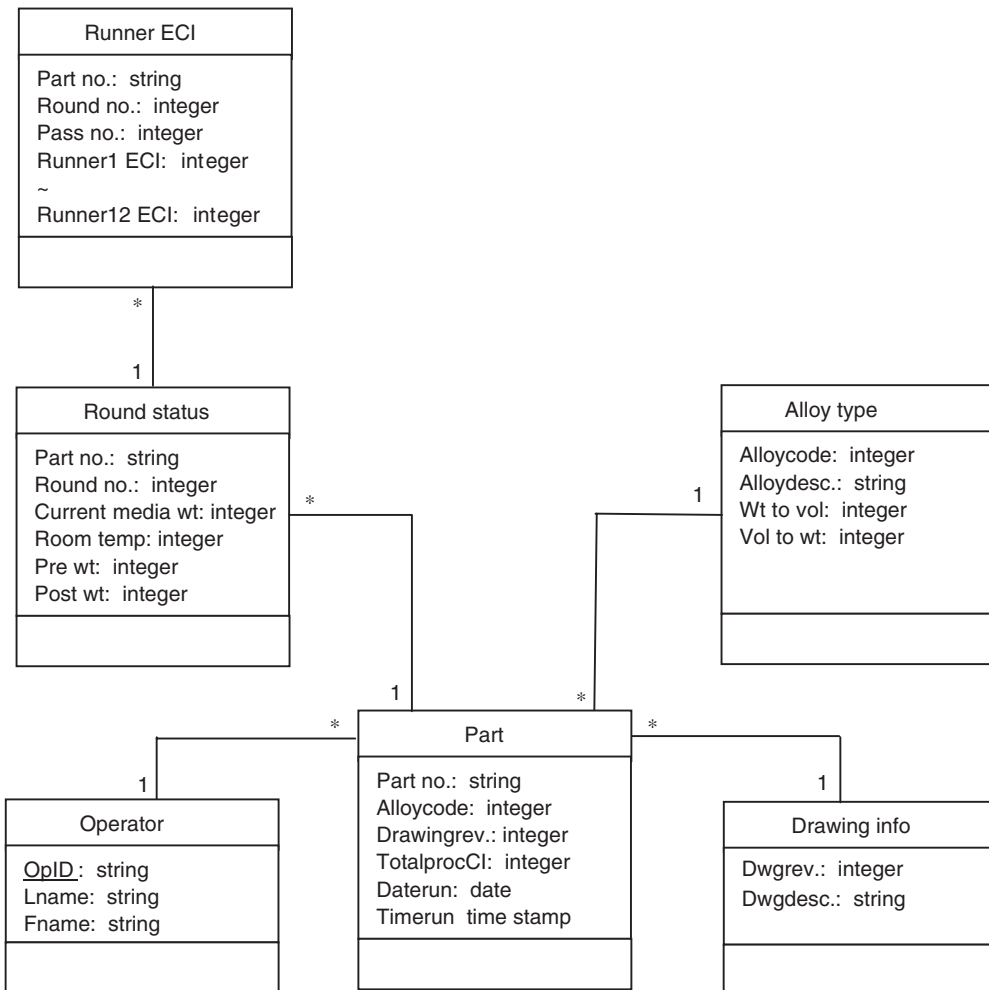 Runner ECI
Part no.: string
Round no.: integer
Pass no.: integer
Runner1 ECI: integer
~
Runner12 ECI: integer
*
1
Round status
Part no.: string
Round no.: integer
Current media wt: integer
Room temp: integer
Pre wt: integer
Post wt: integer
*
1
Alloy type
Alloycode: integer
Alloydesc.: string
Wt to vol: integer
Vol to wt: integer
1
*
Part
Part no.: string
Alloycode: integer
Drawingrev.: integer
TotalprocCI: integer
Daterun: date
Timerun time stamp
*
1
Operator
OpID: string
Lname: string
Fname: string
*
1
Drawing info
Dwgrev.: integer
Dwgdesc.: string